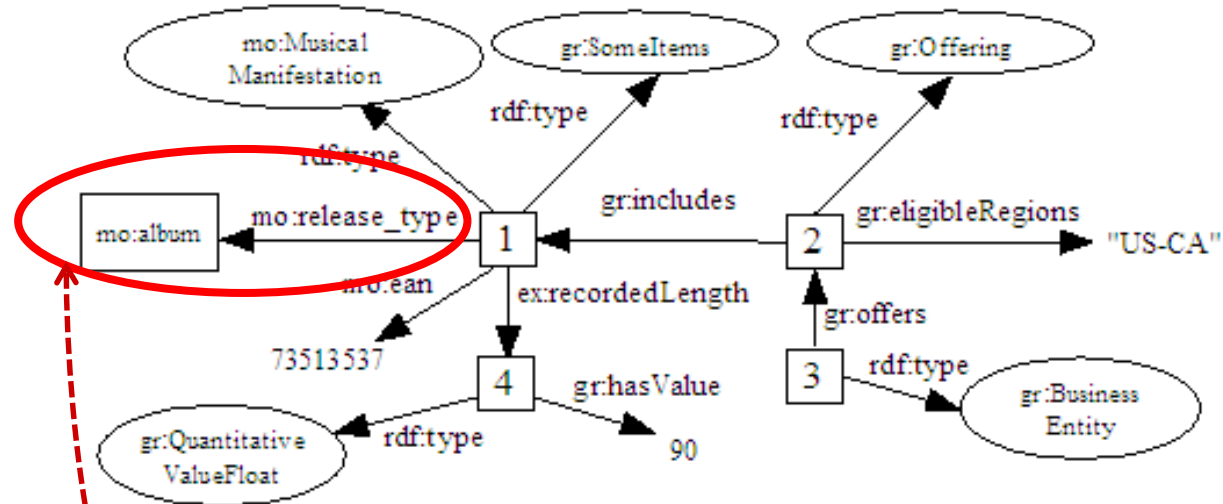 mo:Musical
Manifestation
gr:SomeItems
gr:Offering
rdf:type
rdf:type
rdf:type
mo:album
mo:release_type
1
gr:includes
2
gr:eligibleRegions
"US-CA"
mo:ean
ex:recordedLength
gr:offers
73513537
4
gr:hasValue
3
rdf:type
gr:Business
Entity
gr:Quantitative
ValueFloat
rdf:type
90